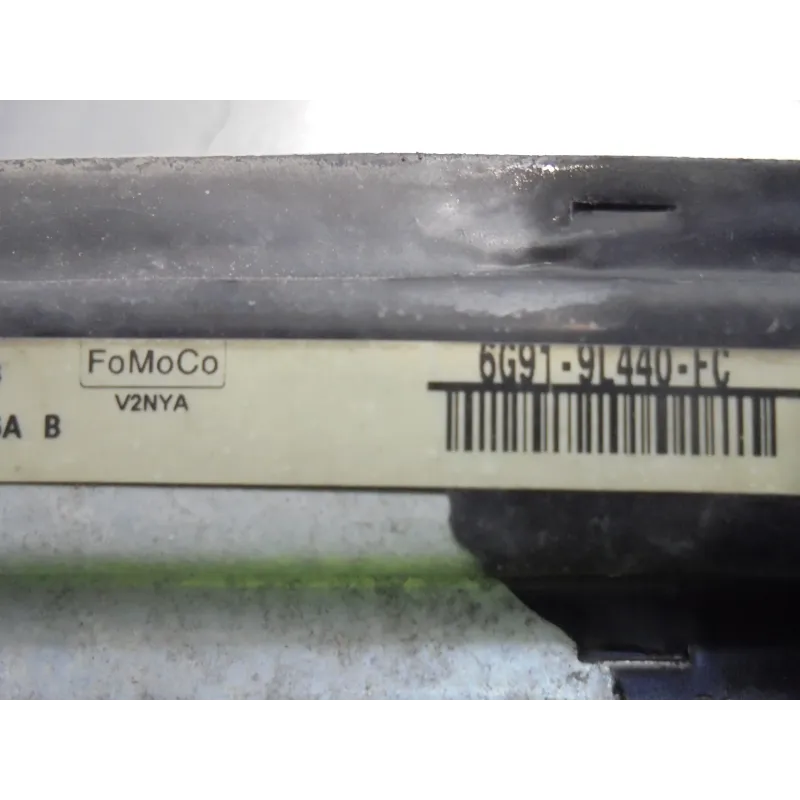 FoMoCo
V2NYA
A B
6G91-9L440-FC